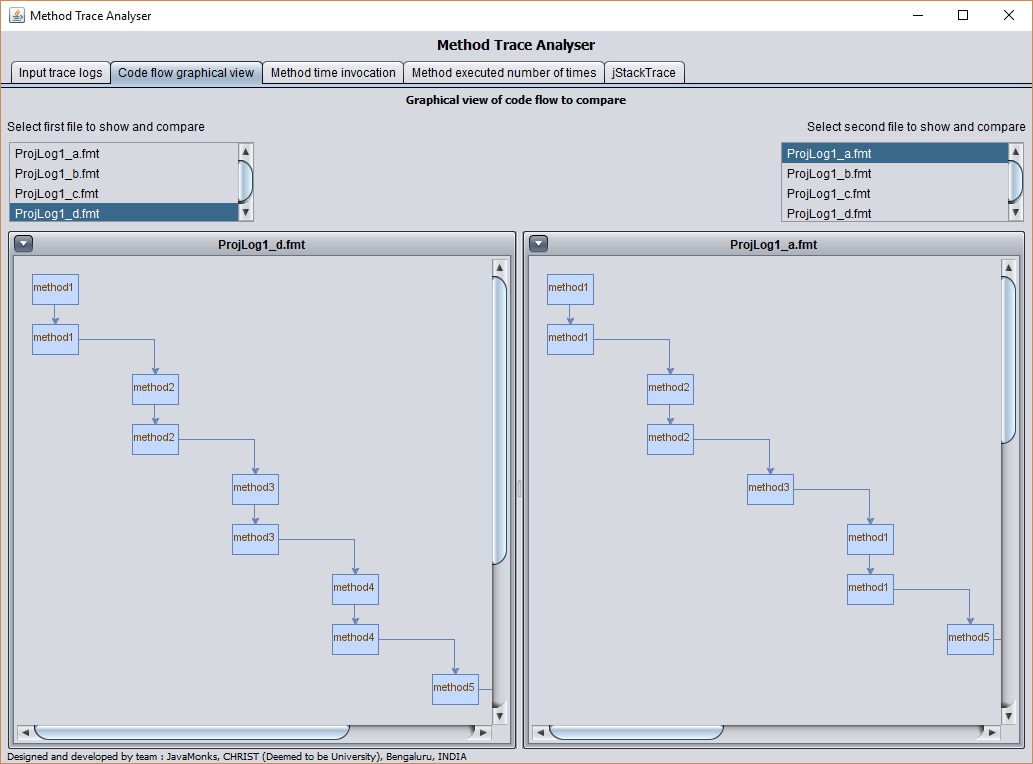 Method Trace Analyser
Method Trace Analyser
Input trace logs Code flow graphical view Method time invocation Method executed number of times jStackTrace
Graphical view of code flow to compare
Select first file to show and compare
ProjLog1_a.fmt
ProjLog1_b.fmt
ProjLog1_c.fmt
ProjLog1_d.fmt
Select second file to show and compare
ProjLog1_a.fmt
ProjLog1_b.fmt
ProjLog1_c.fmt
ProjLog1_d.fmt
ProjLog1_d.fmt
method1
method1
method2
method2
method3
method3
method4
method4
method5
ProjLog1_a.fmt
method1
method1
method2
method2
method3
method1
method1
method5
Designed and developed by team : JavaMonks, CHRIST (Deemed to be University), Bengaluru, INDIA